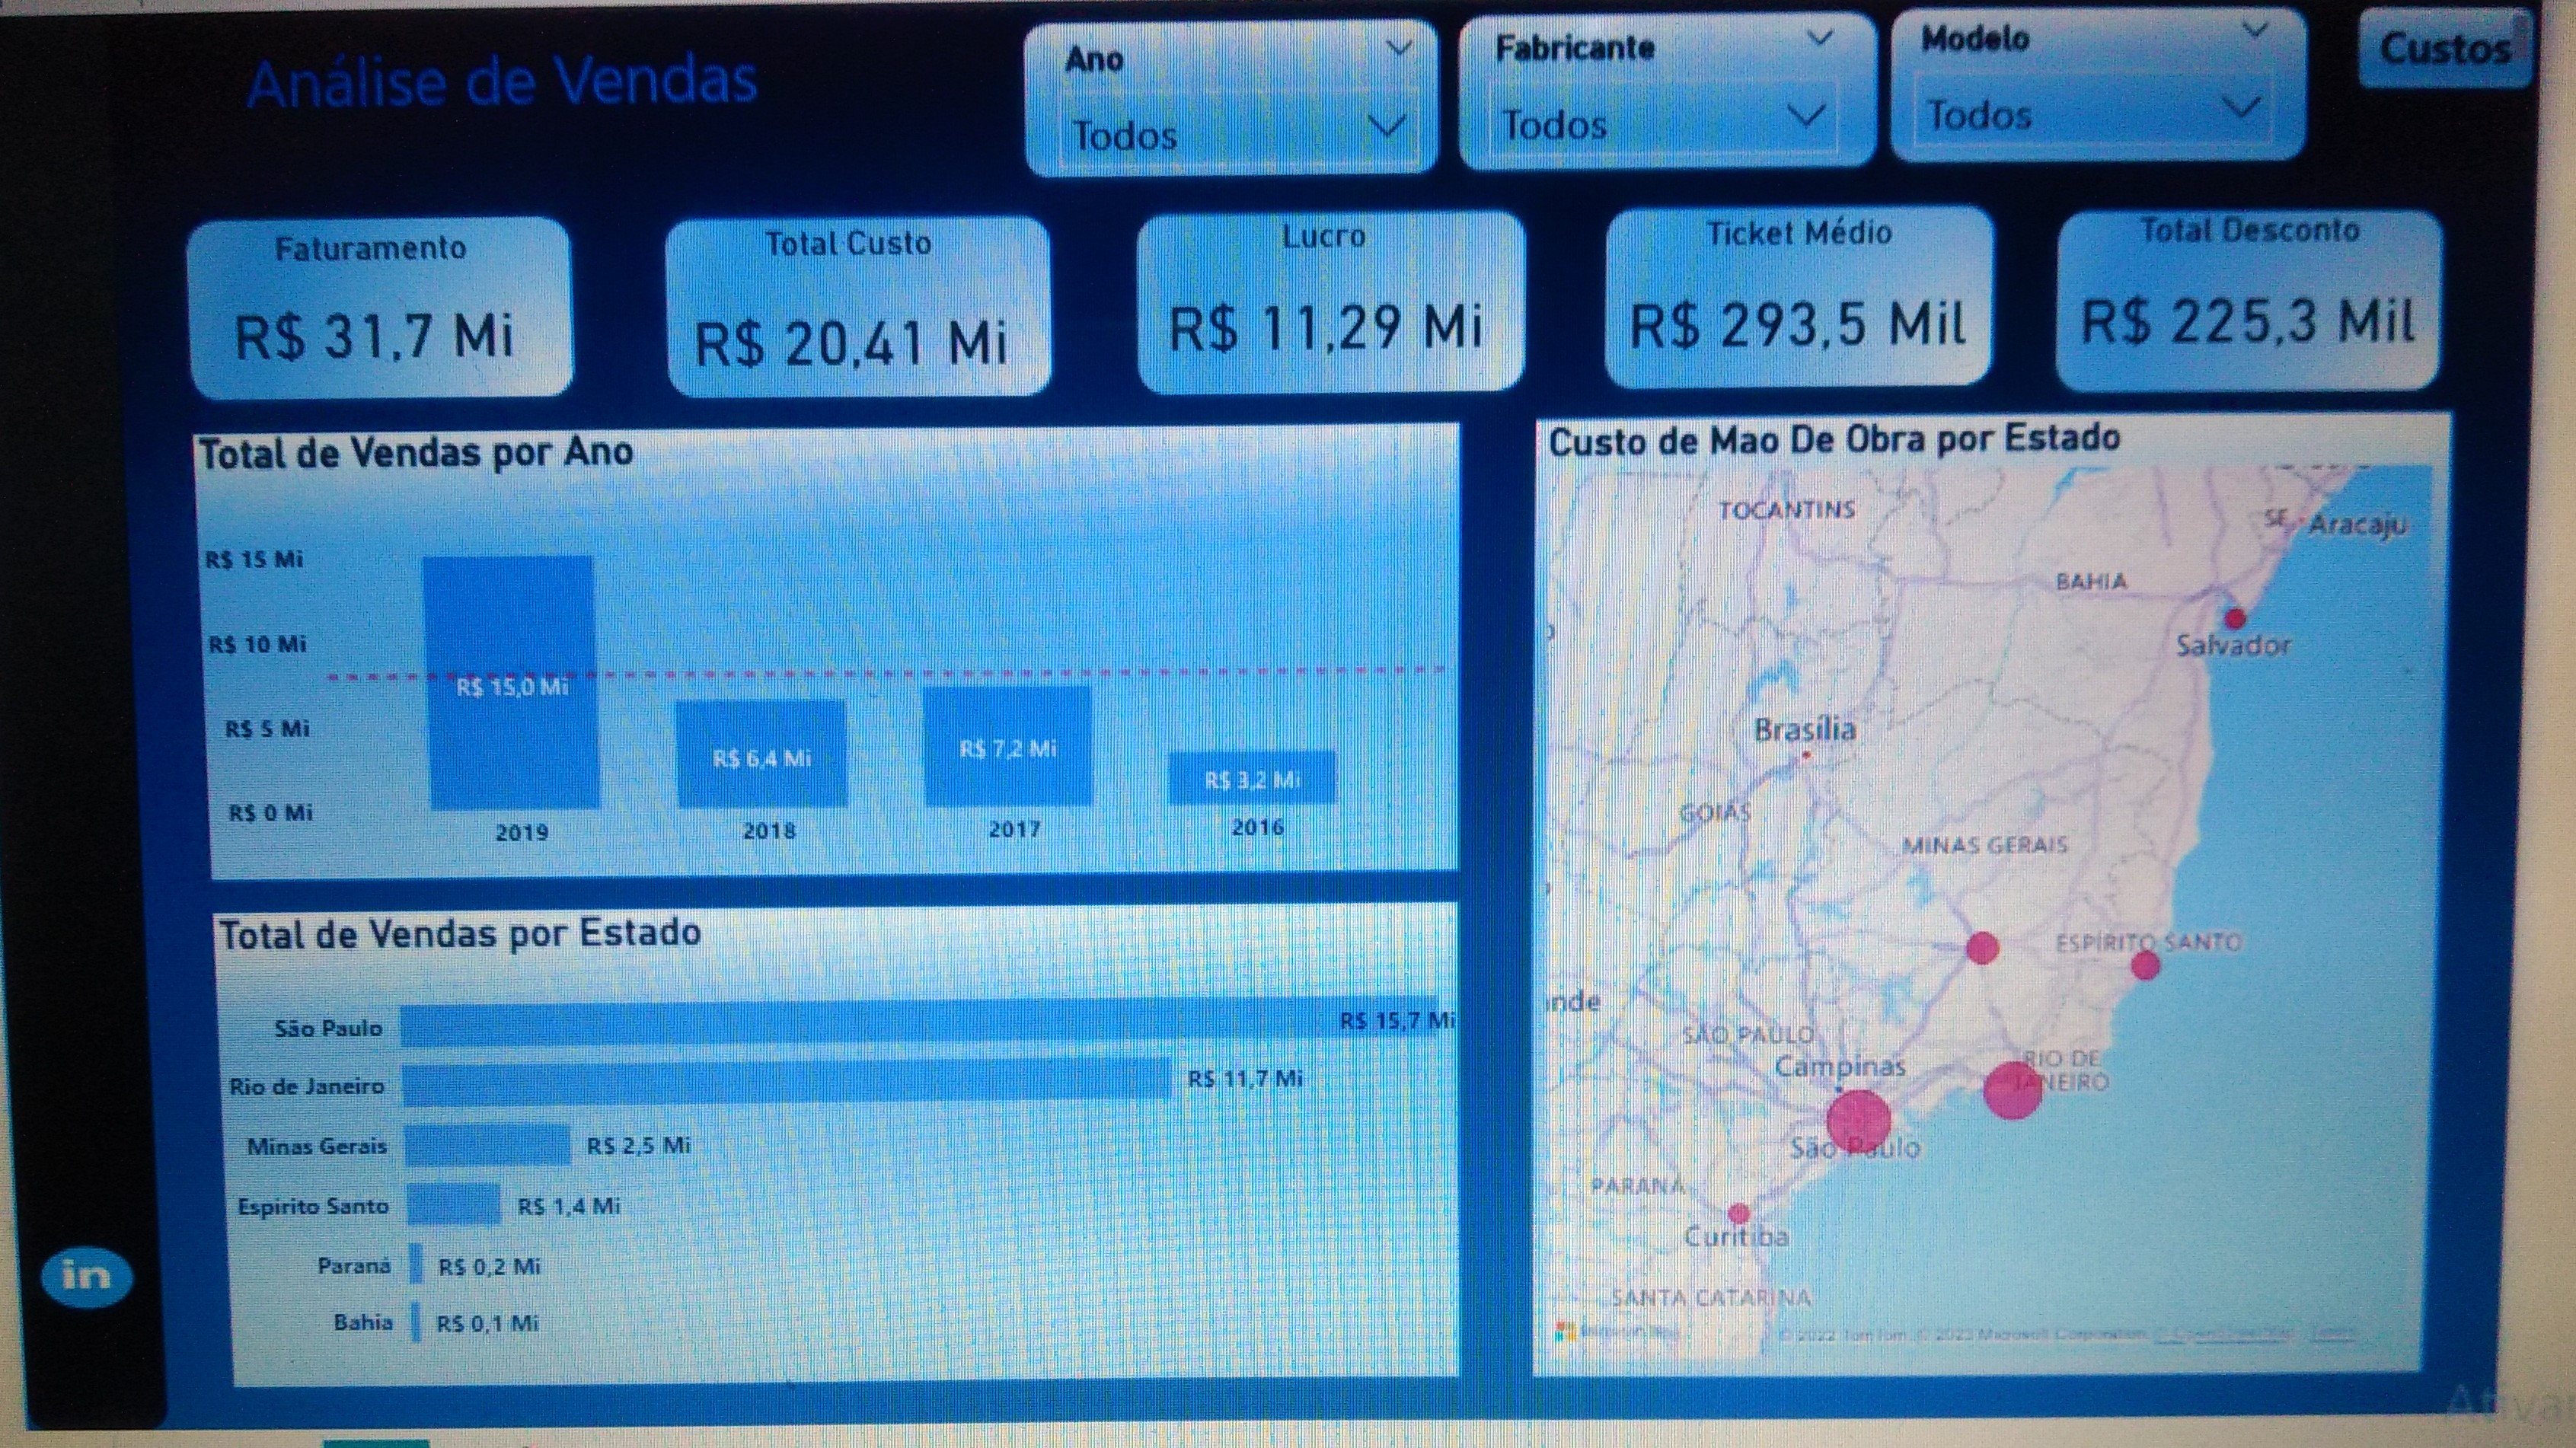 Análise de Vendas
Ano
Todos
Fabricante
Todos
Modelo
Todos
Custos
Faturamento
R$ 31,7 Mi
Total Custo
R$ 20,41 Mi
Lucro
R$ 11,29 Mi
Ticket Médio
R$ 293,5 Mil
Total Desconto
R$ 225,3 Mil
Total de Vendas por Ano
R$ 15 Mi
R$ 10 Mi
R$ 5 Mi
R$ 0 Mi
R$ 15,0 Mi
R$ 6,4 Mi
R$ 7,2 Mi
R$ 3,2 Mi
2019
2018
2017
2016
Total de Vendas por Estado
São Paulo
R$ 15,7 Mi
Rio de Janeiro
R$ 11,7 Mi
Minas Gerais
R$ 2,5 Mi
Espirito Santo
R$ 1,4 Mi
Paraná
R$ 0,2 Mi
Bahia
R$ 0,1 Mi
in
Custo de Mao De Obra por Estado
TOCANTINS
SE
Aracaju
BAHIA
Salvador
Brasília
GOIÁS
MINAS GERAIS
ESPÍRITO SANTO
nde
SÃO PAULO
Campinas
RIO DE
JANEIRO
São Paulo
PARANÁ
Curitiba
SANTA CATARINA
© 2022 TomTom, © 2023 Microsoft Corporation